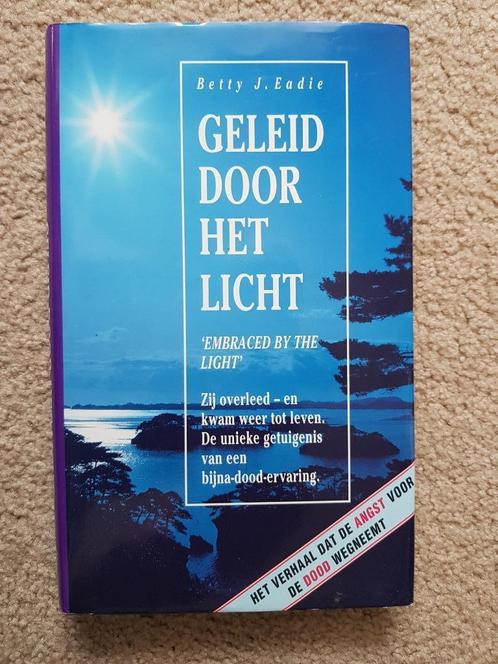 Betty J. Eadie
GELEID
DOOR
HET
LICHT
'EMBRACED BY THE
LIGHT'
Zij overleed – en
kwam weer tot leven.
De unieke getuigenis
van een
bijna-dood-ervaring.
HET VERHAAL DAT DE ANGST VOOR
DE DOOD WEGNEEMT